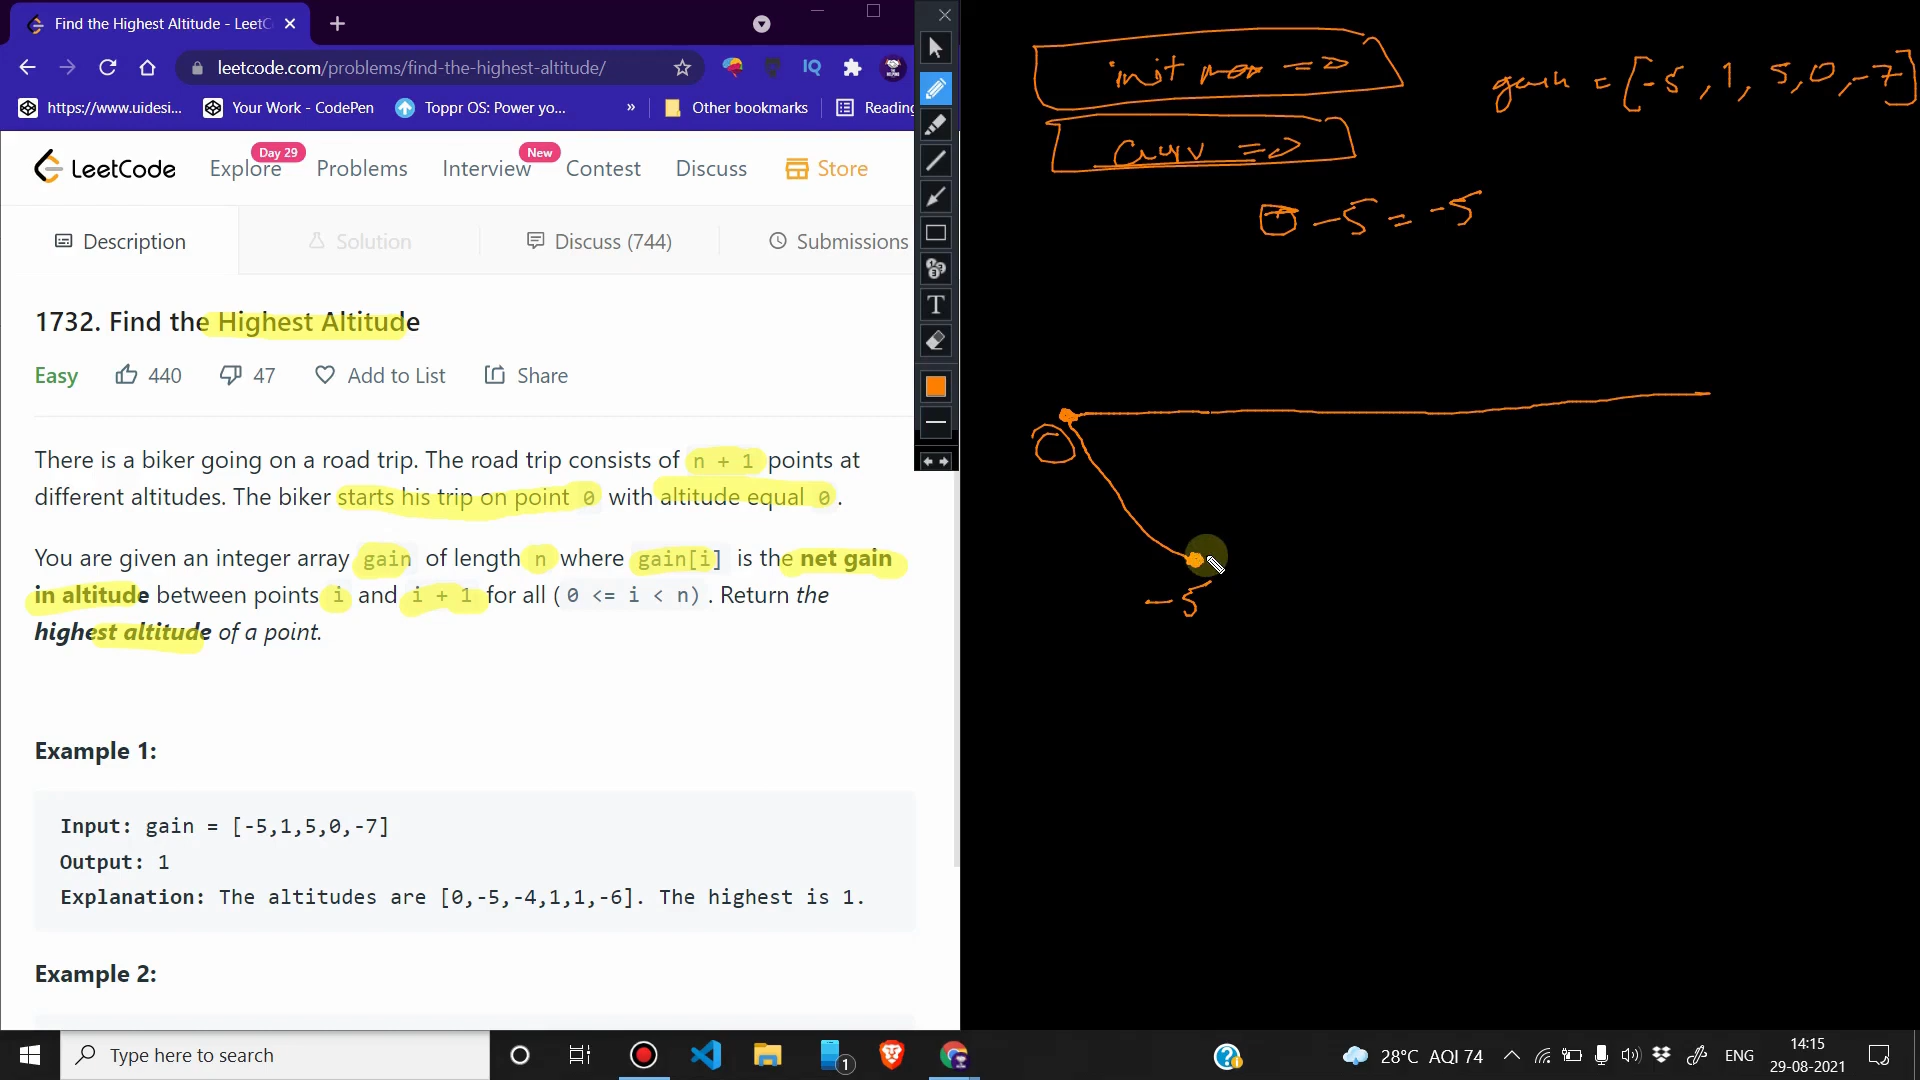 Find the Highest Altitude - LeetC
leetcode.com/problems/find-the-highest-altitude/
IQ
https://www.uidesi...
Your Work - CodePen
Toppr OS: Power yo...
»
Other bookmarks
Reading
LeetCode
Explore
Day 29
Problems
Interview
New
Contest
Discuss
Store
Description
Solution
Discuss (744)
Submissions
1732. Find the Highest Altitude
Easy
440
47
Add to List
Share
There is a biker going on a road trip. The road trip consists of n + 1 points at
different altitudes. The biker starts his trip on point 0 with altitude equal 0.
You are given an integer array gain of length n where gain[i] is the net gain
in altitude between points i and i + 1 for all (0 <= i < n). Return the
highest altitude of a point.
Example 1:
Input: gain = [-5,1,5,0,-7]
Output: 1
Explanation: The altitudes are [0,-5,-4,1,1,-6]. The highest is 1.
Example 2:
T
gain = [-5, 1, 5, 0, -7]
0 -5 = -5
0
-5
Type here to search
1
28°C AQI 74
ENG
14:15
29-08-2021